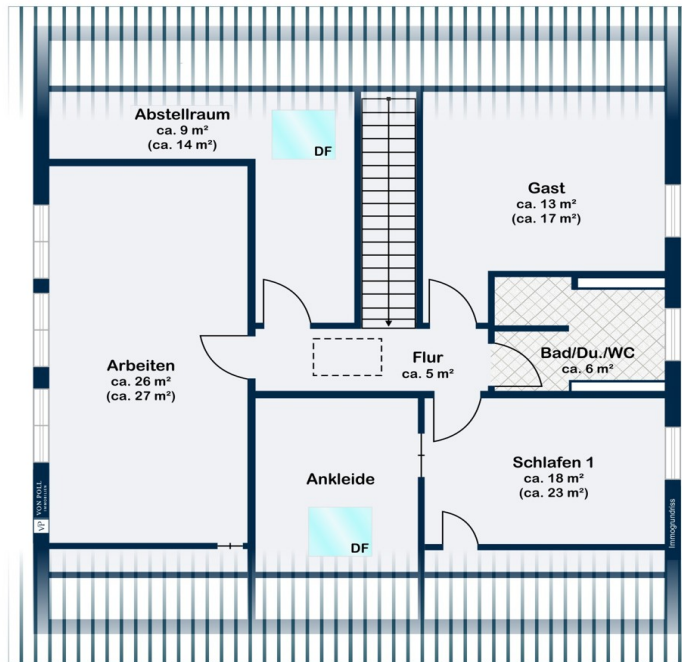 Abstellraum
ca. 9 m²
(ca. 14 m²)
DF
Gast
ca. 13 m²
(ca. 17 m²)
Arbeiten
ca. 26 m²
(ca. 27 m²)
Flur
ca. 5 m²
Bad/Du./WC
ca. 6 m²
Ankleide
DF
Schlafen 1
ca. 18 m²
(ca. 23 m²)
VP
VON POLL
IMMOBILIEN
Immogrundriss